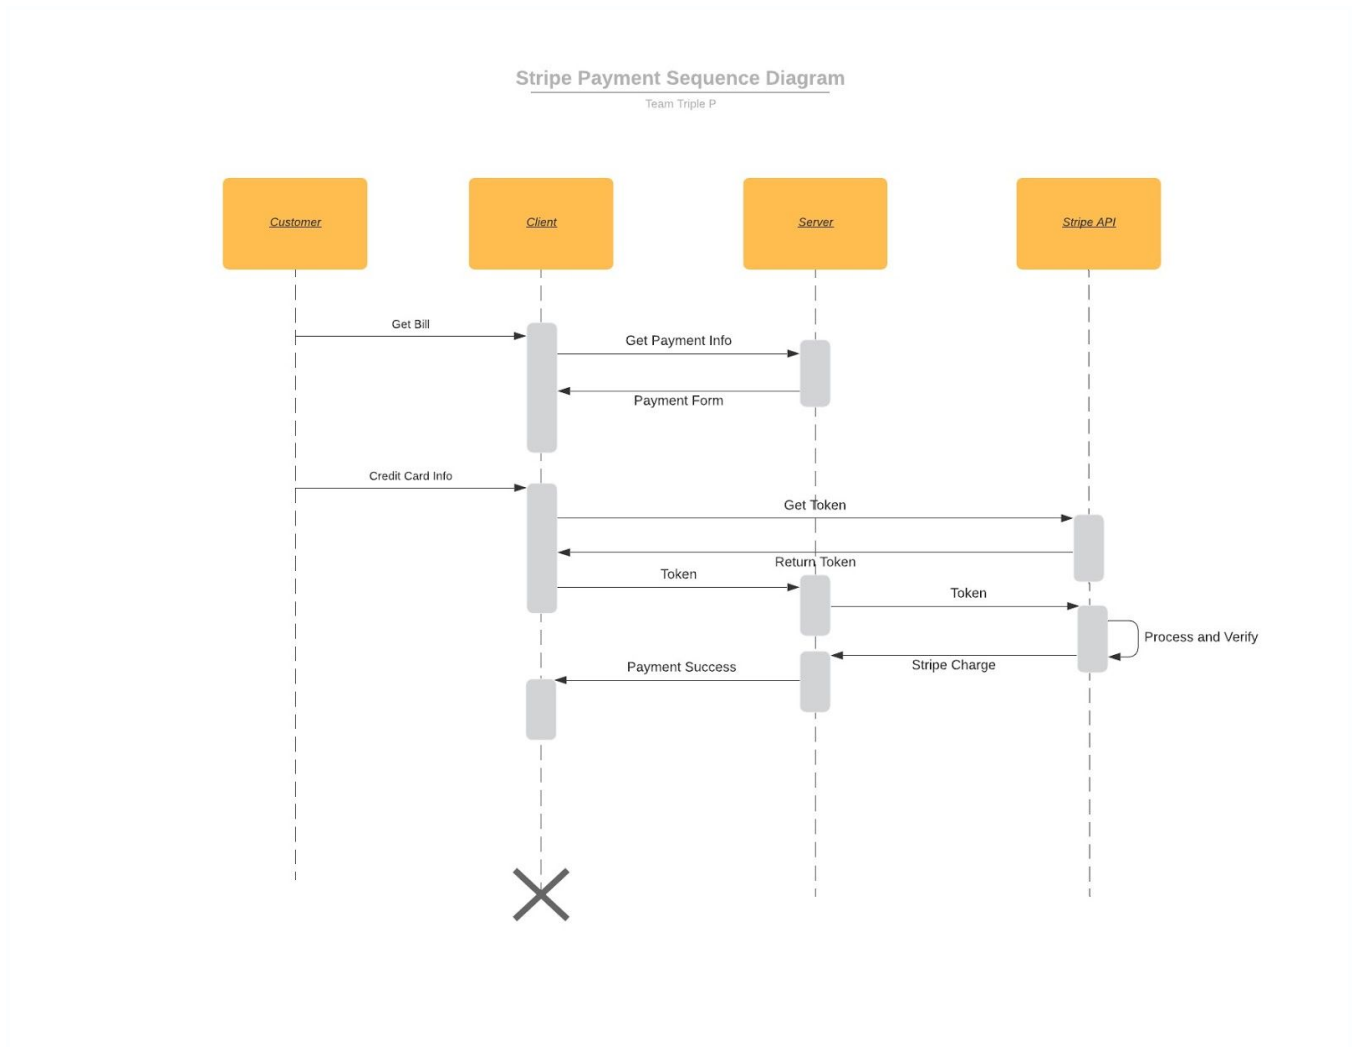 Stripe Payment Sequence Diagram
Team Triple P
Customer
Client
Server
Stripe API
Get Bill
Get Payment Info
Payment Form
Credit Card Info
Get Token
Return Token
Token
Token
Process and Verify
Stripe Charge
Payment Success